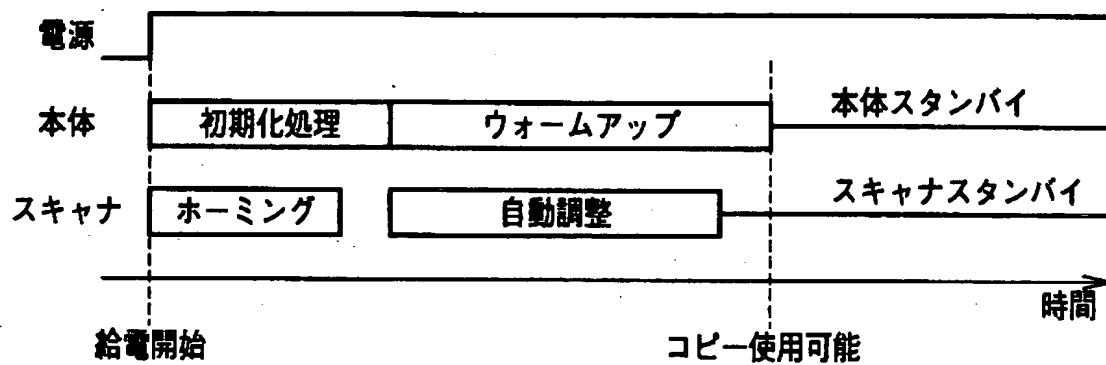 電源
本体 初期化処理 ウォームアップ 本体スタンバイ
スキャナ ホーミング 自動調整 スキャナスタンバイ
時間
給電開始 コピー使用可能